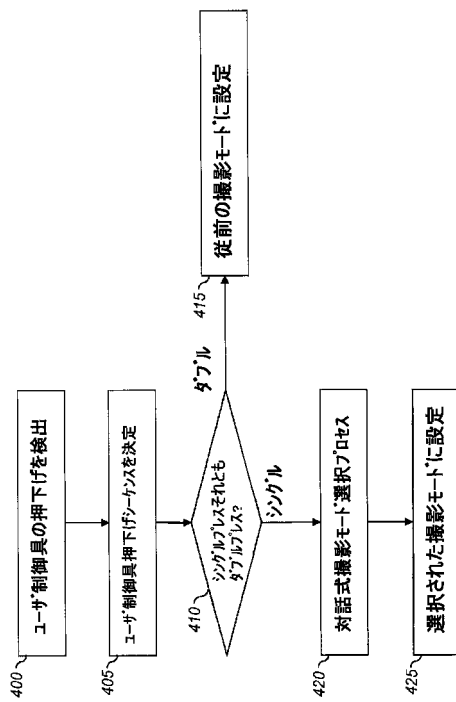 400
ユーザ制御具の押下げを検出
405
ユーザ制御具押下げシーケンスを決定
410
シングルプレスそれとも
ダブルプレス?
ダブル
415
従前の撮影モードに設定
シングル
420
対話式撮影モード選択プロセス
425
選択された撮影モードに設定